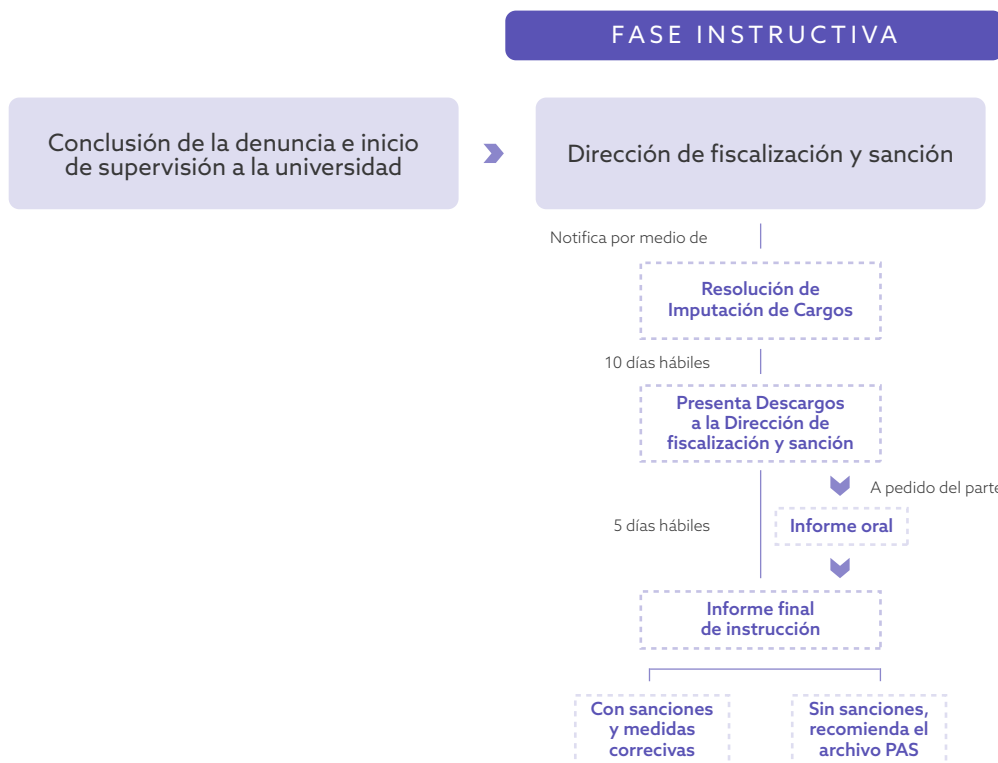 FASE INSTRUCTIVA
Conclusión de la denuncia e inicio
de supervisión a la universidad
Dirección de fiscalización y sanción
Notifica por medio de
Resolución de
Imputación de Cargos
10 días hábiles
Presenta Descargos
a la Dirección de
fiscalización y sanción
A pedido del parte
5 días hábiles
Informe oral
Informe final
de instrucción
Con sanciones
y medidas
correcivas
Sin sanciones,
recomienda el
archivo PAS